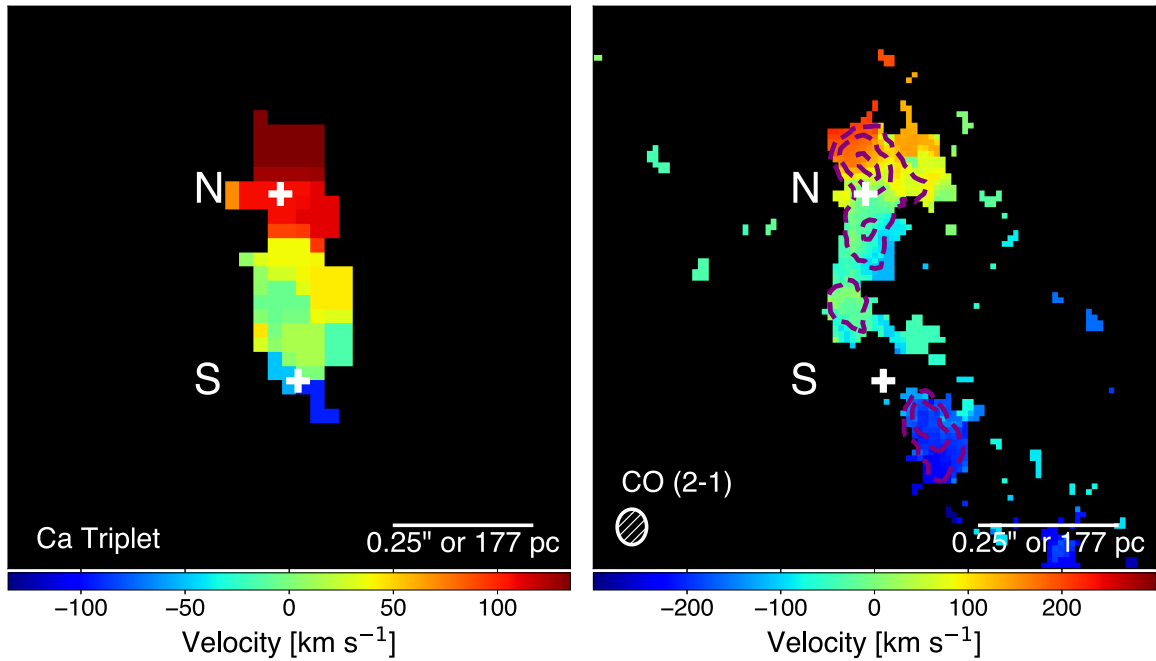 N
S
Ca Triplet
0.25" or 177 pc
−100 −50 0 50 100
Velocity [km s⁻¹]
N
S
CO (2-1)
0.25" or 177 pc
−200 −100 0 100 200
Velocity [km s⁻¹]